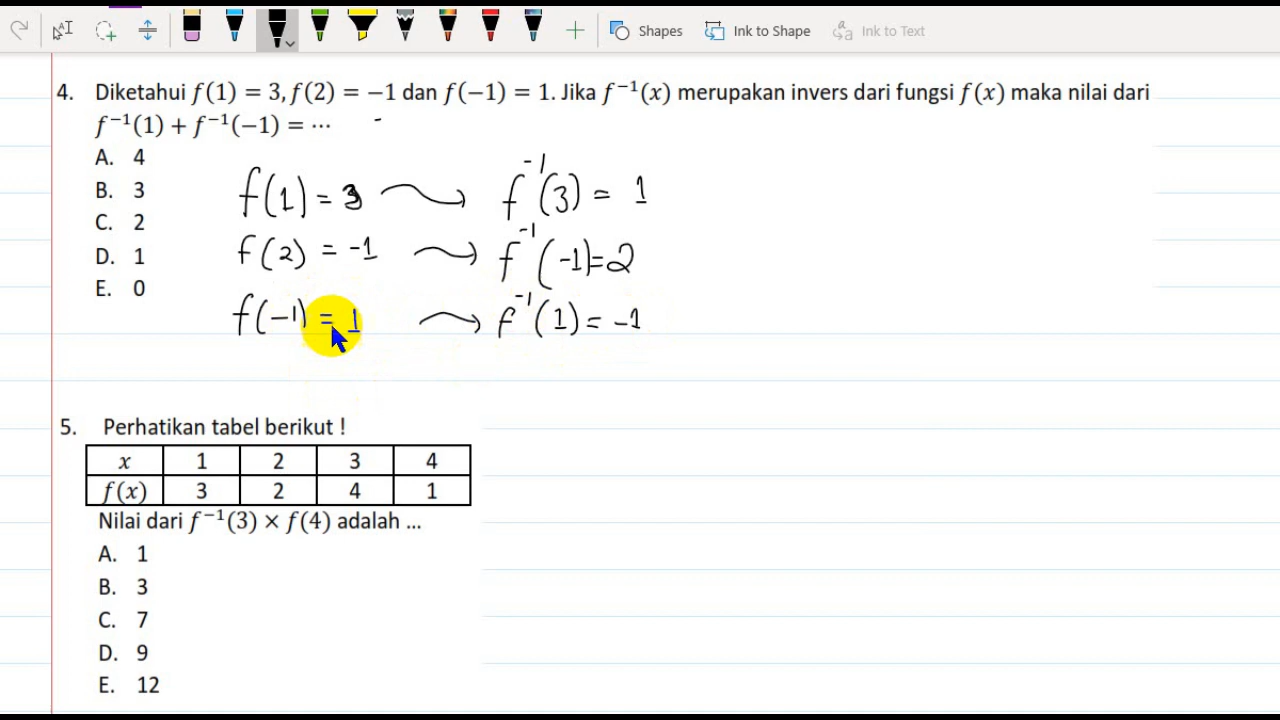 Shapes Ink to Shape Ink to Text
4. Diketahui f(1) = 3, f(2) = −1 dan f(−1) = 1. Jika f⁻¹(x) merupakan invers dari fungsi f(x) maka nilai dari
f⁻¹(1) + f⁻¹(−1) = ⋯
A. 4
B. 3
C. 2
D. 1
E. 0
f(1) = 3 → f⁻¹(3) = 1
f(2) = -1 → f⁻¹(-1) = 2
f(-1) = 1 → f⁻¹(1) = -1
5. Perhatikan tabel berikut !
x 1 2 3 4
f(x) 3 2 4 1
Nilai dari f⁻¹(3) × f(4) adalah ...
A. 1
B. 3
C. 7
D. 9
E. 12